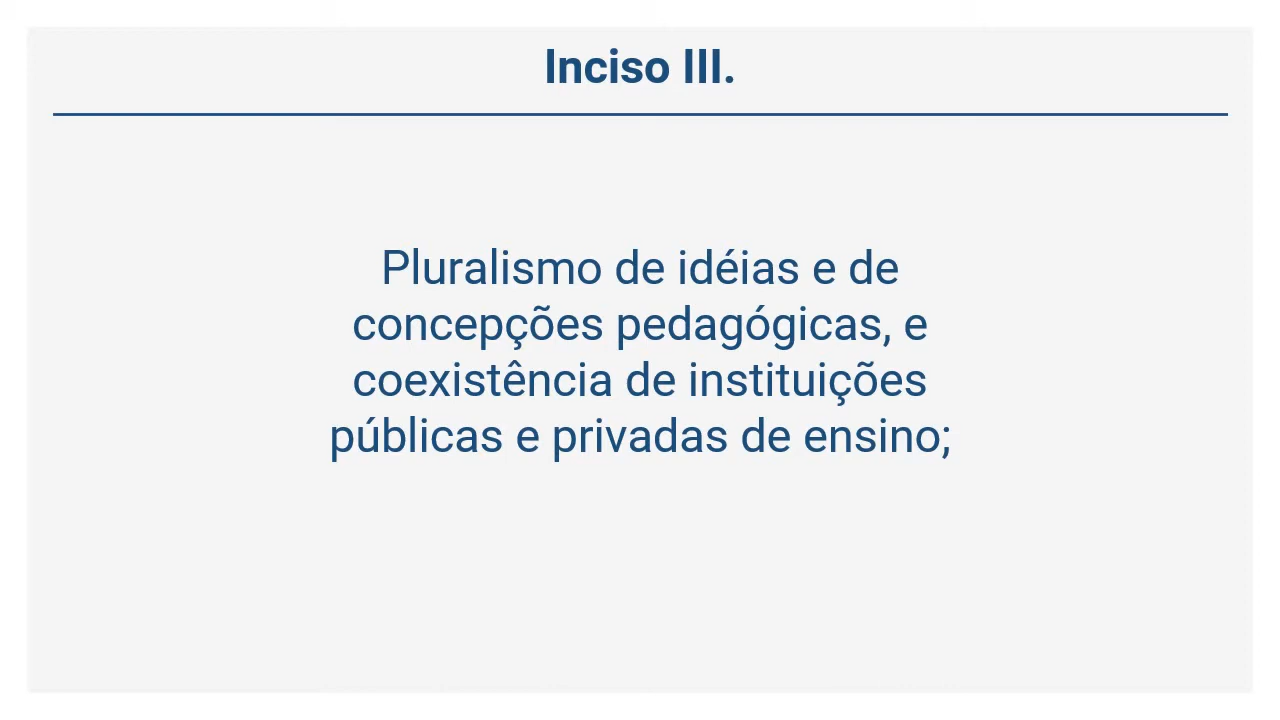 Inciso III.
Pluralismo de idéias e de
concepções pedagógicas, e
coexistência de instituições
públicas e privadas de ensino;